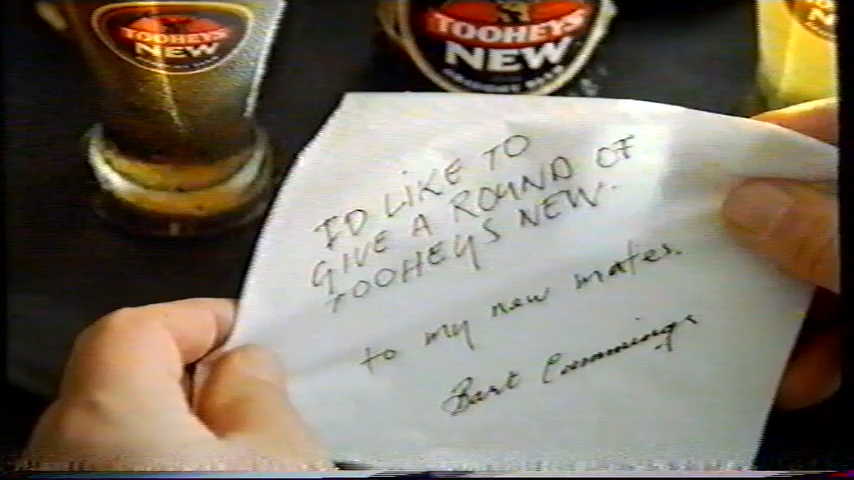 TOOHEYS
NEW
TOOHEYS
NEW
I'D LIKE TO
GIVE A ROUND OF
TOOHEYS NEW.
to my new mates.
Bart Cummings